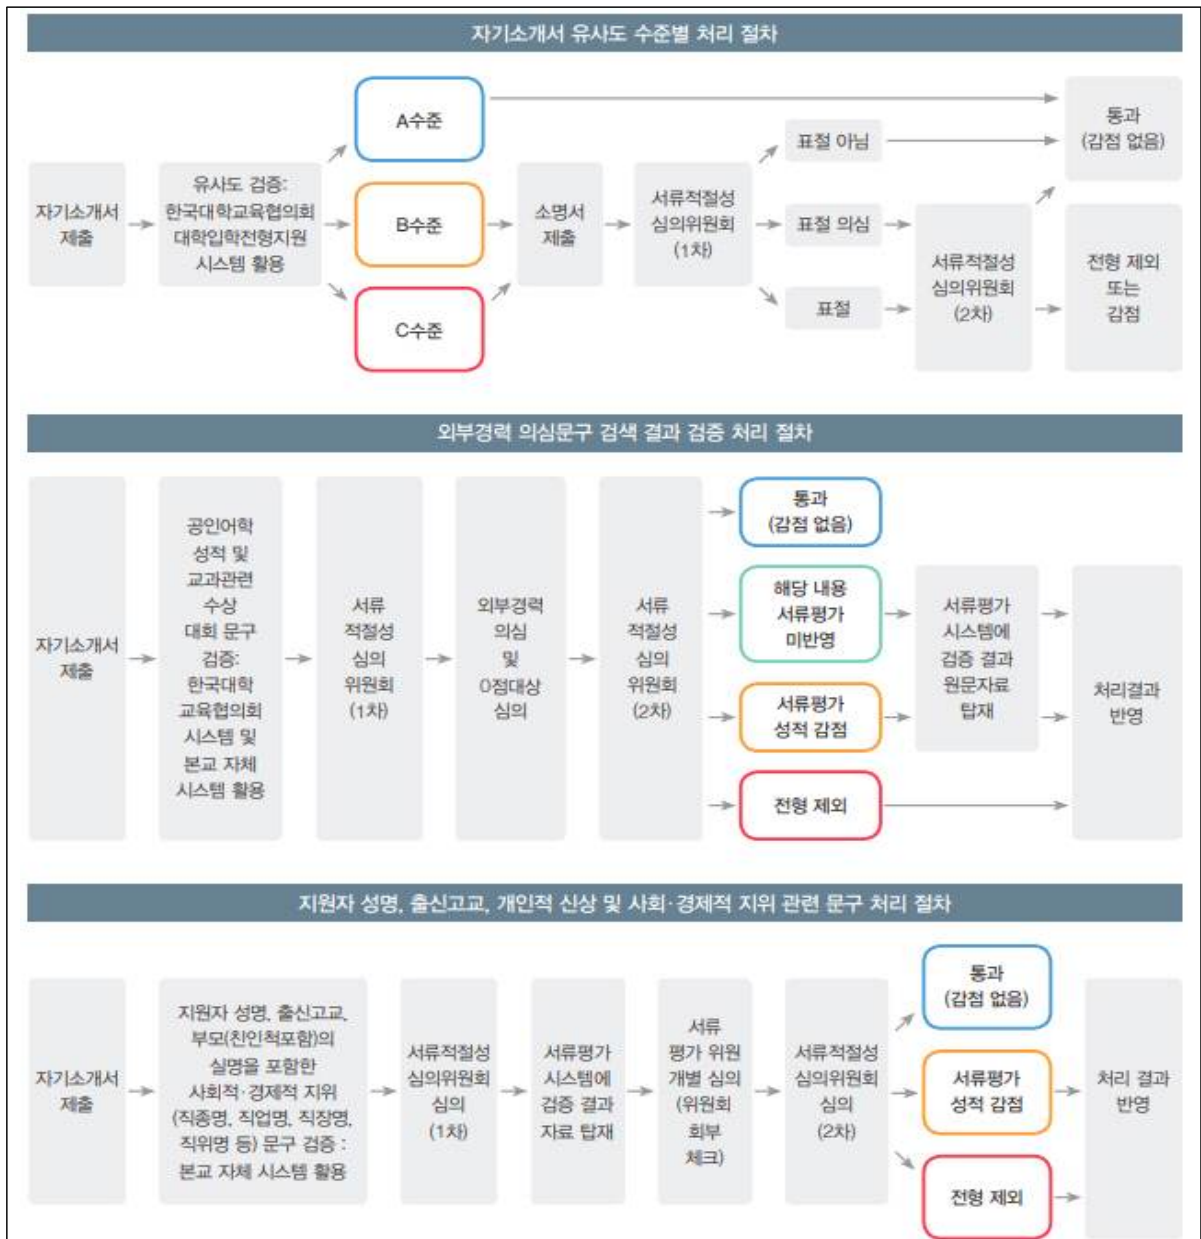 자기소개서 유사도 수준별 처리 절차
자기소개서
제출
유사도 검증:
한국대학교육협의회
대학입학전형지원
시스템 활용
A수준
B수준
C수준
소명서
제출
서류적절성
심의위원회
(1차)
표절 아님
표절 의심
표절
서류적절성
심의위원회
(2차)
통과
(감점 없음)
전형 제외
또는
감점
외부경력 의심문구 검색 결과 검증 처리 절차
자기소개서
제출
공인어학
성적 및
교과관련
수상
대회 문구
검증:
한국대학
교육협의회
시스템 및
본교 자체
시스템 활용
서류
적절성
심의
위원회
(1차)
외부경력
의심
및
0점대상
심의
서류
적절성
심의
위원회
(2차)
통과
(감점 없음)
해당 내용
서류평가
미반영
서류평가
성적 감점
전형 제외
서류평가
시스템에
검증 결과
원문자료
탑재
처리결과
반영
지원자 성명, 출신고교, 개인적 신상 및 사회·경제적 지위 관련 문구 처리 절차
자기소개서
제출
지원자 성명, 출신고교,
부모(친인척포함)의
실명을 포함한
사회적·경제적 지위
(직종명, 직업명, 직장명,
직위명 등) 문구 검증 :
본교 자체 시스템 활용
서류적절성
심의위원회
심의
(1차)
서류평가
시스템에
검증 결과
자료 탑재
서류
평가 위원
개별 심의
(위원회
회부
체크)
서류적절성
심의위원회
심의
(2차)
통과
(감점 없음)
서류평가
성적 감점
전형 제외
처리 결과
반영